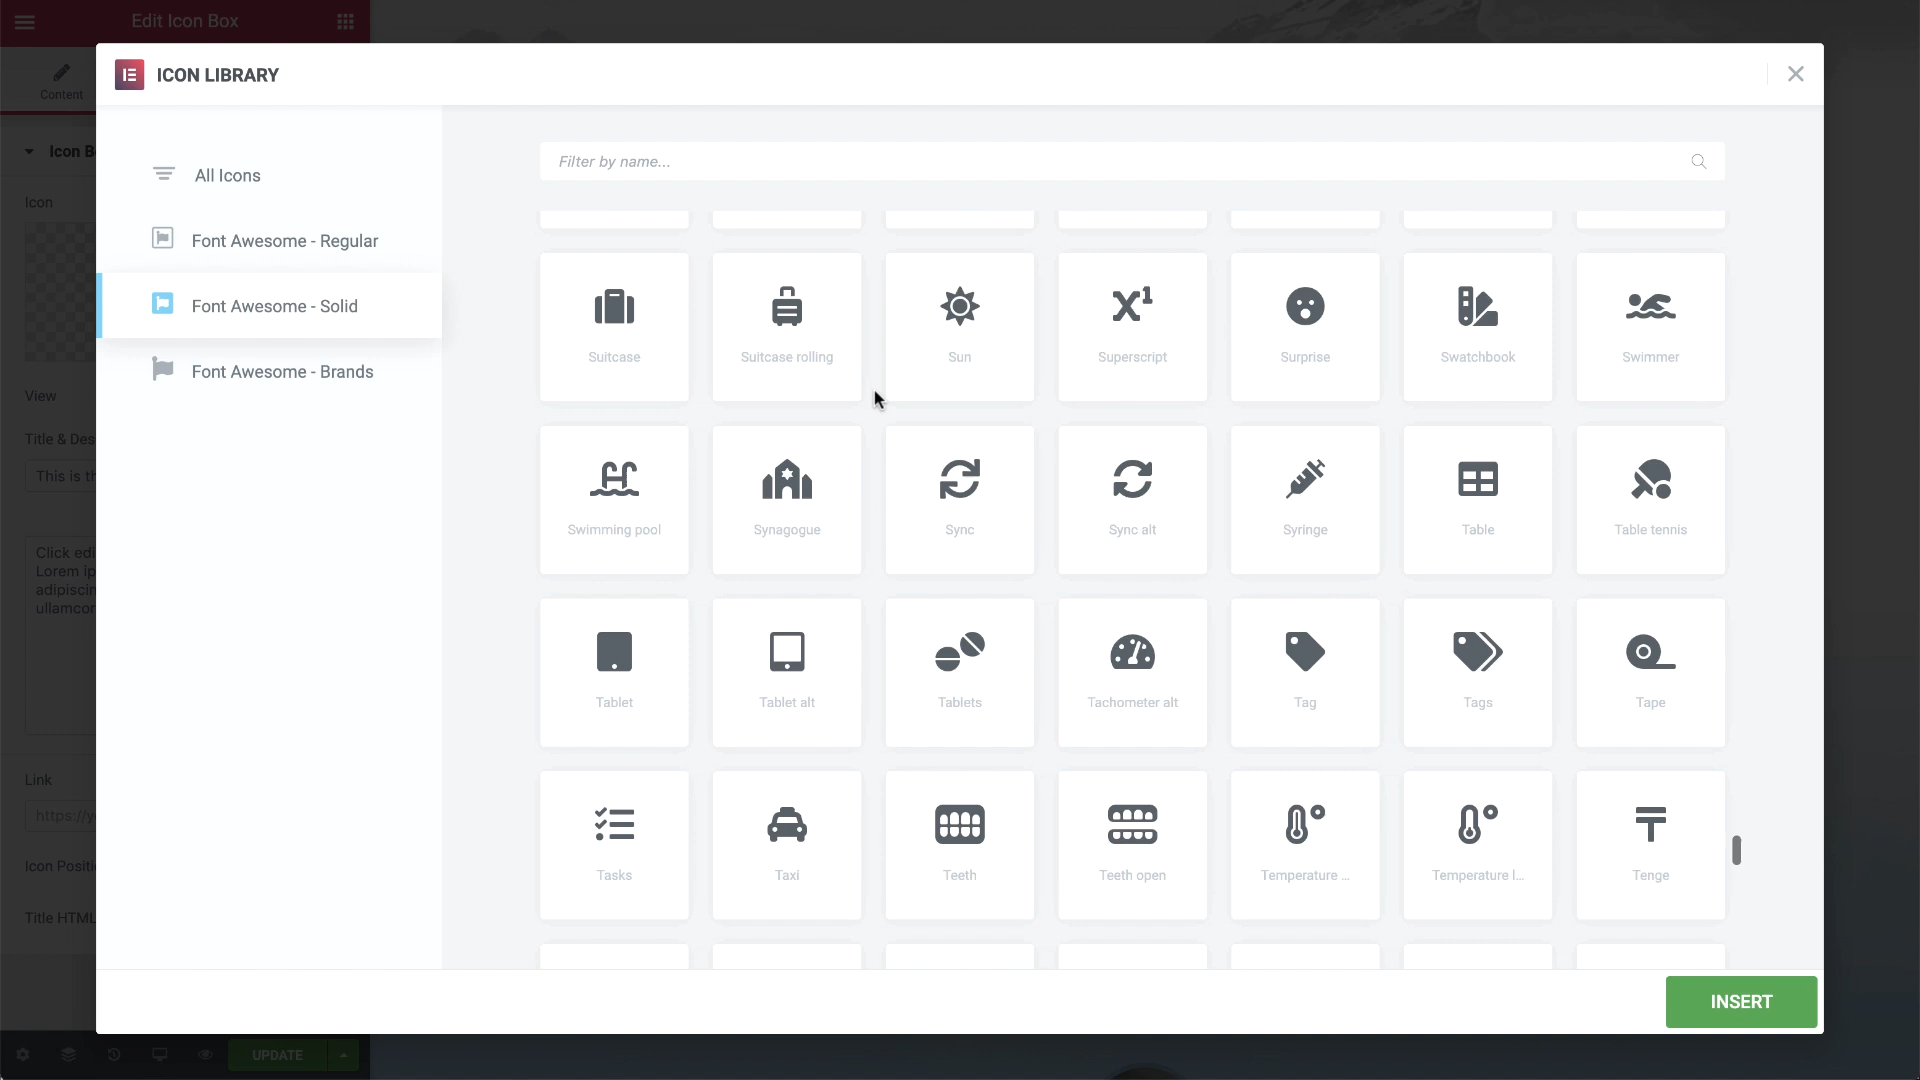 Edit Icon Box
Content
ICON LIBRARY
Icon B
Icon
View
Title & Des
This is th
Click edi
Lorem ip
adipiscin
ullamcor
Link
https://y
Icon Positi
Title HTML
All Icons
Font Awesome - Regular
Font Awesome - Solid
Font Awesome - Brands
Filter by name...
Suitcase
Suitcase rolling
Sun
Superscript
Surprise
Swatchbook
Swimmer
Swimming pool
Synagogue
Sync
Sync alt
Syringe
Table
Table tennis
Tablet
Tablet alt
Tablets
Tachometer alt
Tag
Tags
Tape
Tasks
Taxi
Teeth
Teeth open
Temperature ...
Temperature l...
Tenge
INSERT
UPDATE